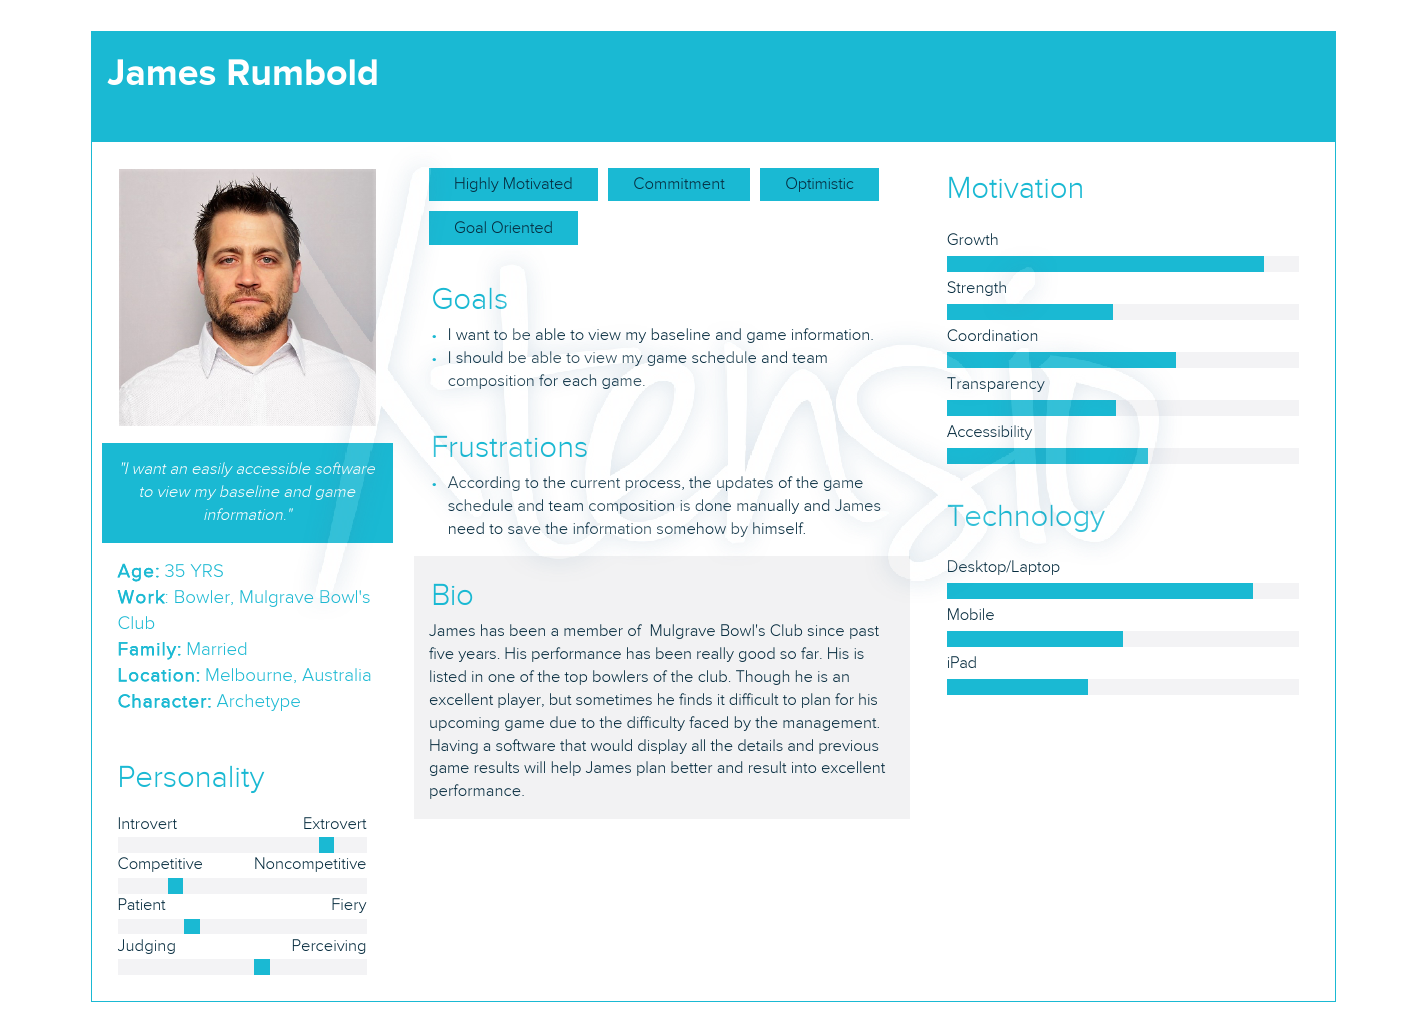 James Rumbold
"I want an easily accessible software
to view my baseline and game
information."
Age: 35 YRS
Work: Bowler, Mulgrave Bowl's
Club
Family: Married
Location: Melbourne, Australia
Character: Archetype
Personality
Introvert Extrovert
Competitive Noncompetitive
Patient Fiery
Judging Perceiving
Highly Motivated Commitment Optimistic
Goal Oriented
Goals
• I want to be able to view my baseline and game information.
• I should be able to view my game schedule and team
composition for each game.
Frustrations
• According to the current process, the updates of the game
schedule and team composition is done manually and James
need to save the information somehow by himself.
Bio
James has been a member of  Mulgrave Bowl's Club since past
five years. His performance has been really good so far. His is
listed in one of the top bowlers of the club. Though he is an
excellent player, but sometimes he finds it difficult to plan for his
upcoming game due to the difficulty faced by the management.
Having a software that would display all the details and previous
game results will help James plan better and result into excellent
performance.
Motivation
Growth
Strength
Coordination
Transparency
Accessibility
Technology
Desktop/Laptop
Mobile
iPad
Xtensio